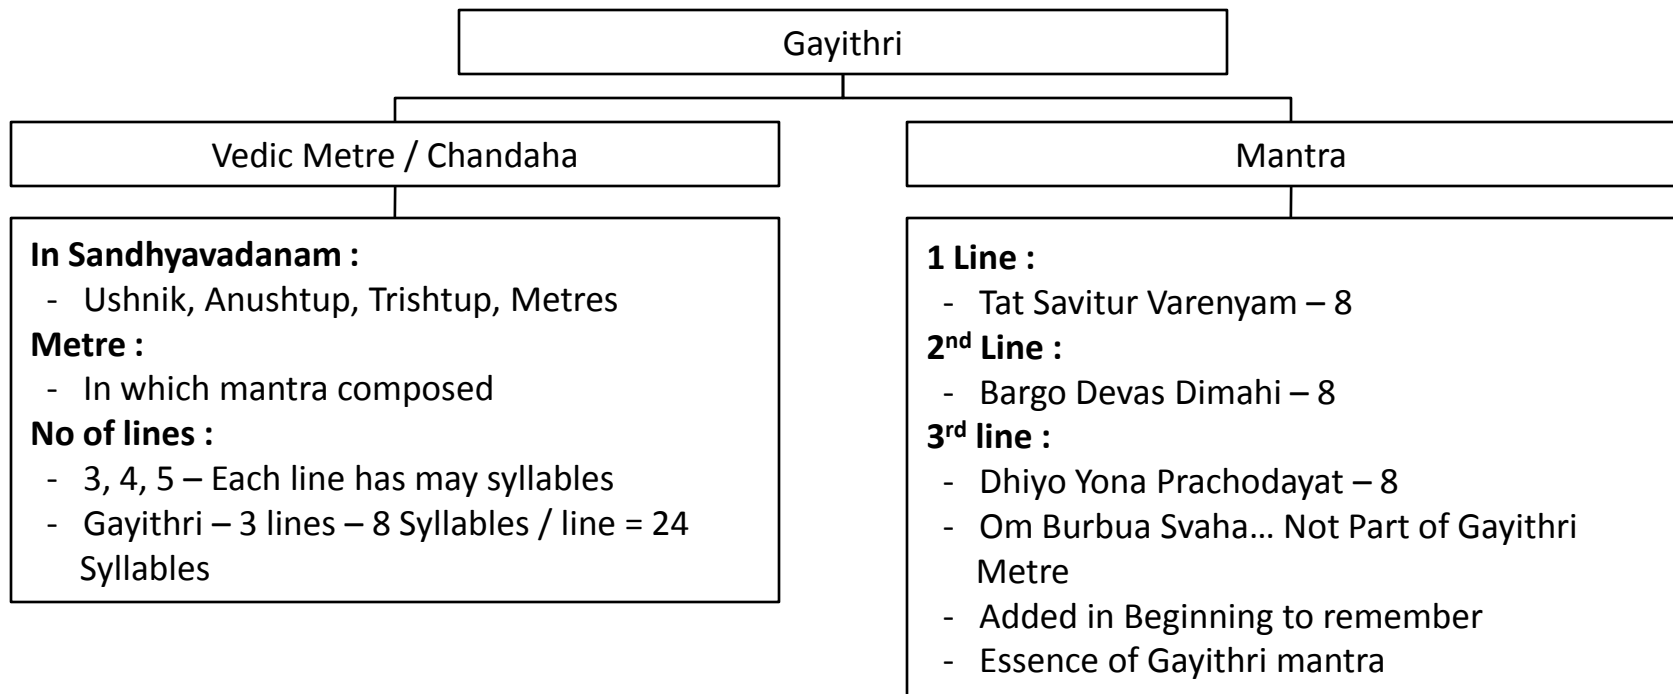 Gayithri
Vedic Metre / Chandaha
In Sandhyavadanam :
- Ushnik, Anushtup, Trishtup, Metres
Metre :
- In which mantra composed
No of lines :
- 3, 4, 5 – Each line has may syllables
- Gayithri – 3 lines – 8 Syllables / line = 24
Syllables
Mantra
1 Line :
- Tat Savitur Varenyam – 8
2nd Line :
- Bargo Devas Dimahi – 8
3rd line :
- Dhiyo Yona Prachodayat – 8
- Om Burbua Svaha... Not Part of Gayithri
Metre
- Added in Beginning to remember
- Essence of Gayithri mantra